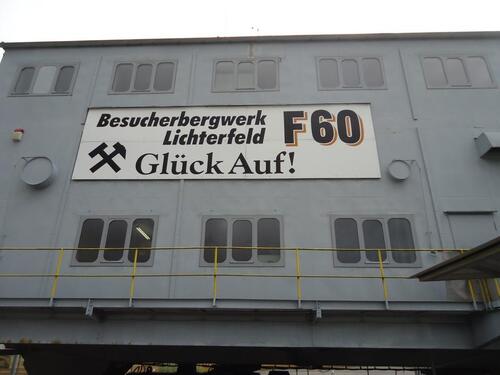 Besucherbergwerk
Lichterfeld F60
Glück Auf!